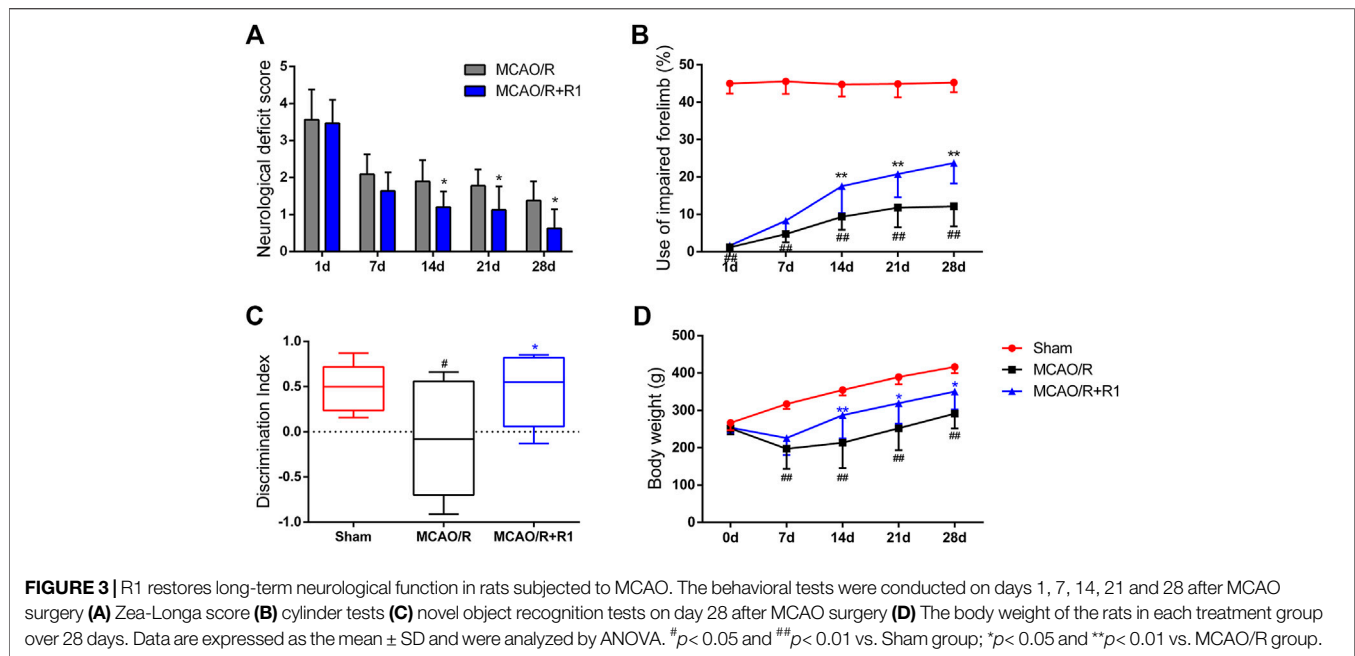 A
Neurological deficit score
5
4
3
2
1
0
MCAO/R
MCAO/R+R1
*
*
*
1d 7d 14d 21d 28d
B
Use of impaired forelimb (%)
50
40
30
20
10
0
** ** **
## ## ## ## ##
1d 7d 14d 21d 28d
C
Discrimination Index
1.0
0.5
0.0
-0.5
-1.0
#
*
Sham MCAO/R MCAO/R+R1
D
Body weight (g)
500
400
300
200
100
0
** * *
## ## ## ##
0d 7d 14d 21d 28d
Sham
MCAO/R
MCAO/R+R1
FIGURE 3 | R1 restores long-term neurological function in rats subjected to MCAO. The behavioral tests were conducted on days 1, 7, 14, 21 and 28 after MCAO
surgery (A) Zea-Longa score (B) cylinder tests (C) novel object recognition tests on day 28 after MCAO surgery (D) The body weight of the rats in each treatment group
over 28 days. Data are expressed as the mean ± SD and were analyzed by ANOVA. #p< 0.05 and ##p< 0.01 vs. Sham group; *p< 0.05 and **p< 0.01 vs. MCAO/R group.